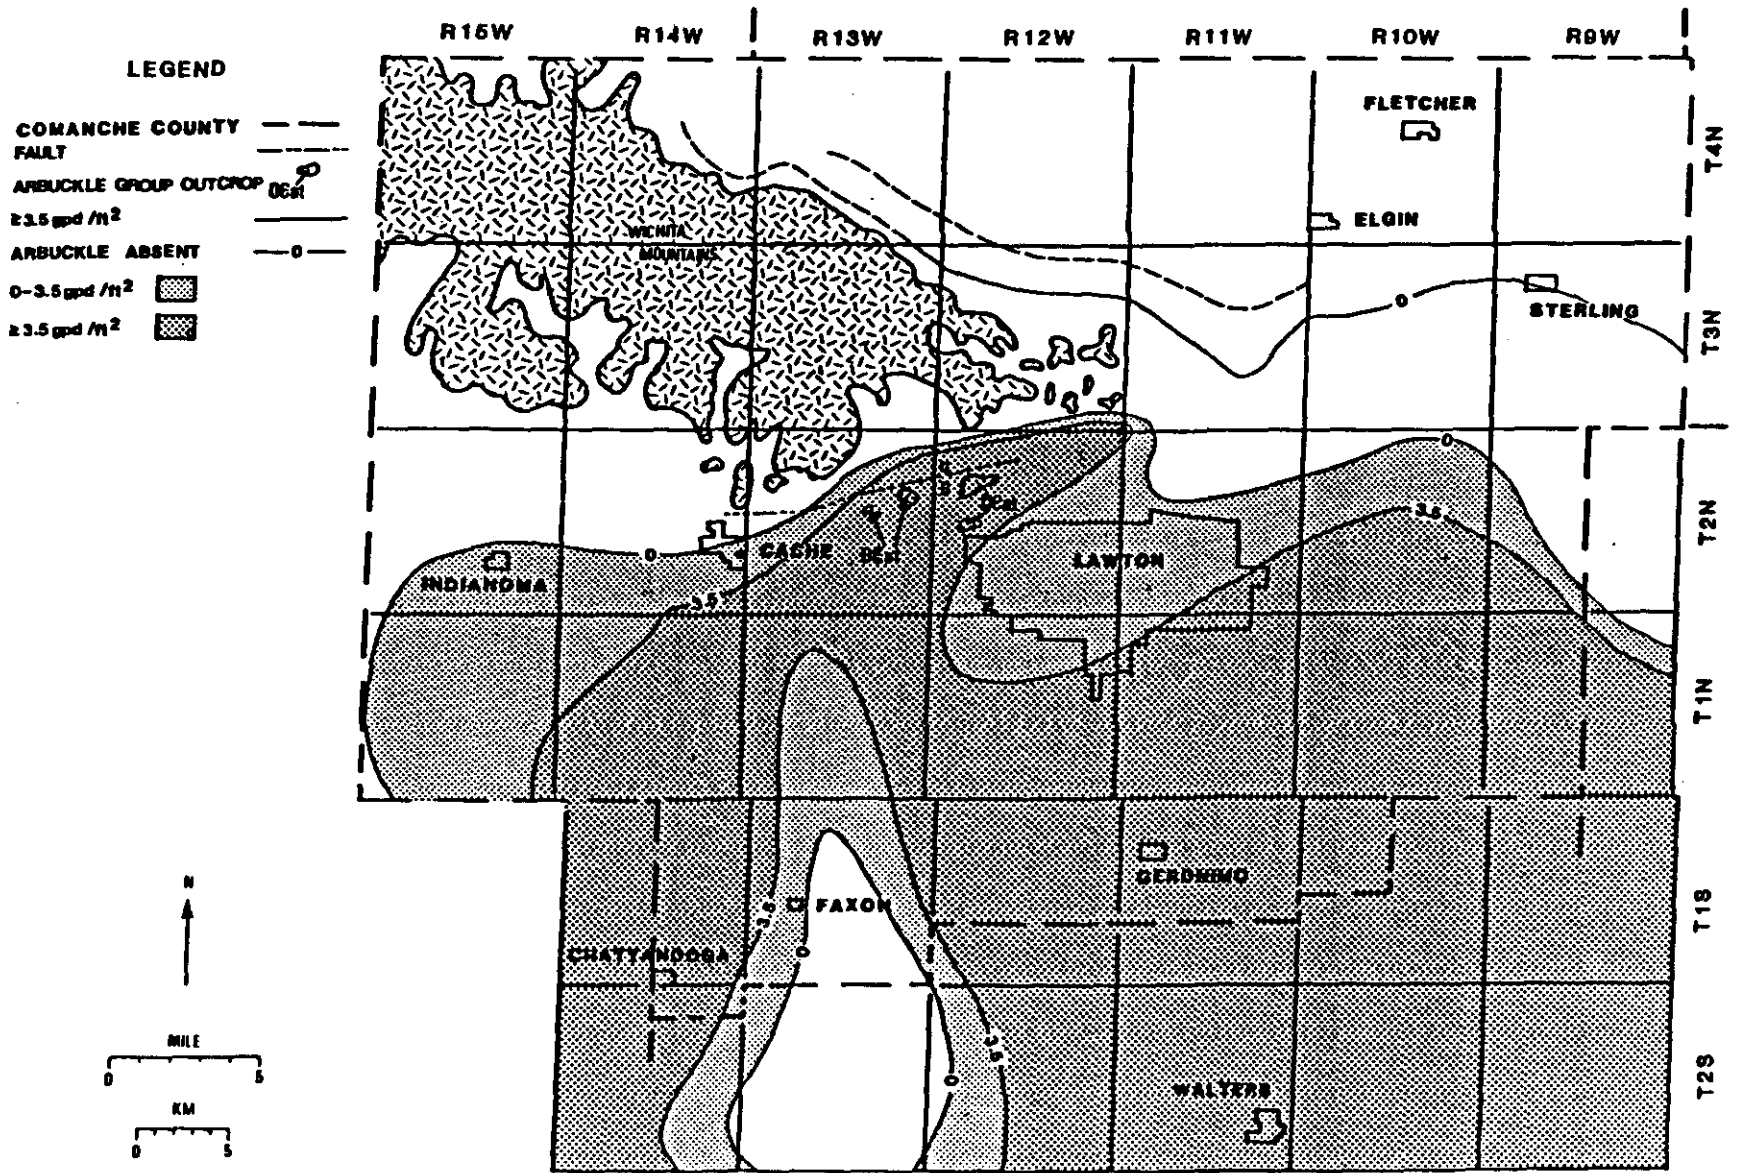 R15W R14W R13W R12W R11W R10W R9W
LEGEND
COMANCHE COUNTY
FAULT
ARBUCKLE GROUP OUTCROP OEat
≥3.5 gpd/ft²
ARBUCKLE ABSENT 0
0-3.5 gpd/ft²
≥3.5 gpd/ft²
FLETCHER
T4N
ELGIN
WICHITA
MOUNTAINS
0
STERLING
T3N
0
3.5
OEat
T2N
CACHE
OEat
LAWTON
0
INDIAHOMA
3.5
T1N
GERONIMO
3.5
FAXON
T1S
CHATTANOOGA
0
N
MILE
0 5
3.5
0
WALTERS
T2S
KM
0 5